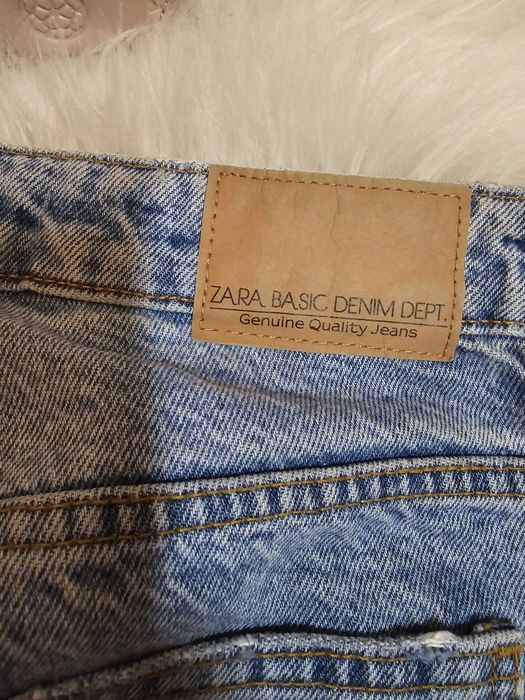 ZARA BASIC DENIM DEPT.
Genuine Quality Jeans